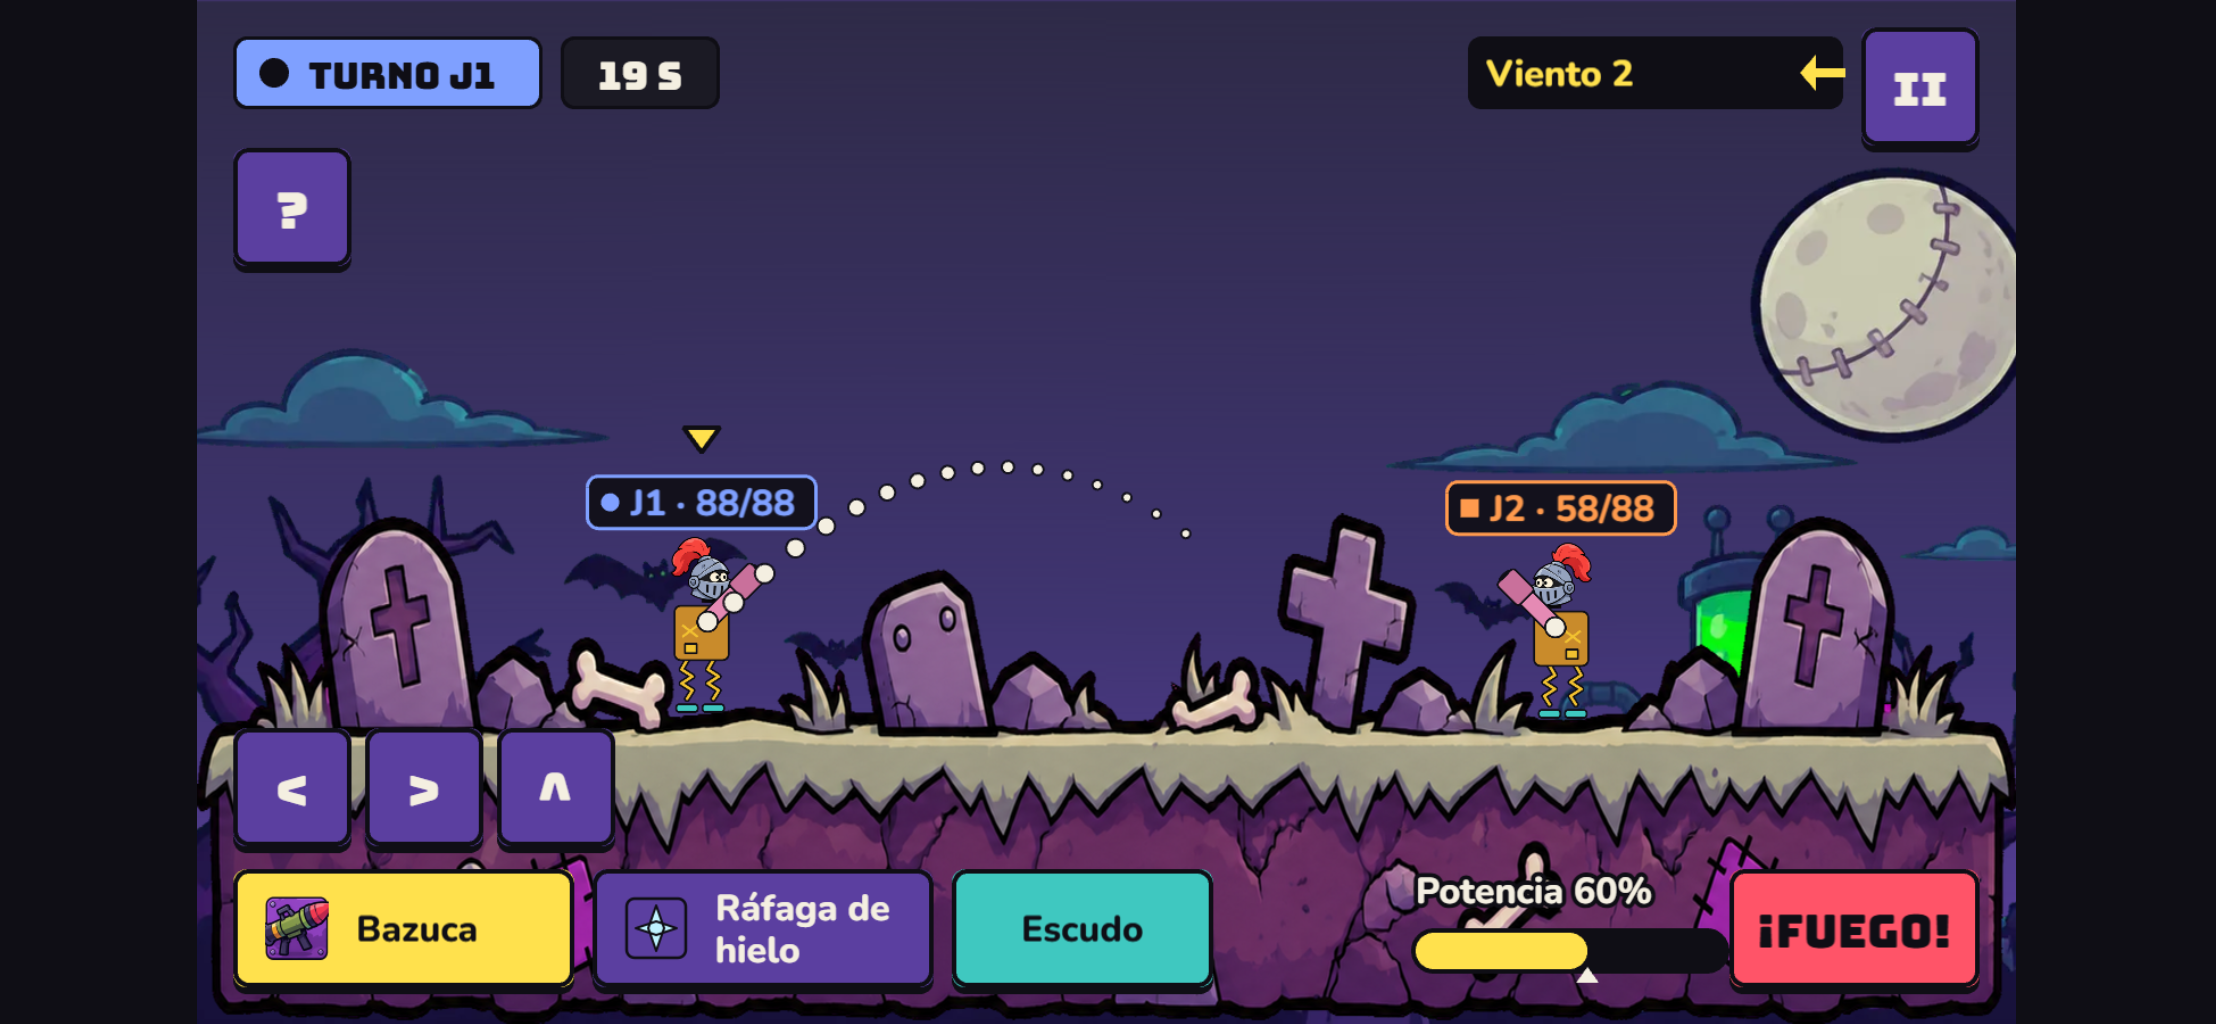 TURNO J1
19 S
Viento 2
II
?
J1 · 88/88
J2 · 58/88
< > ^
Bazuca
Ráfaga de
hielo
Escudo
Potencia 60%
¡FUEGO!